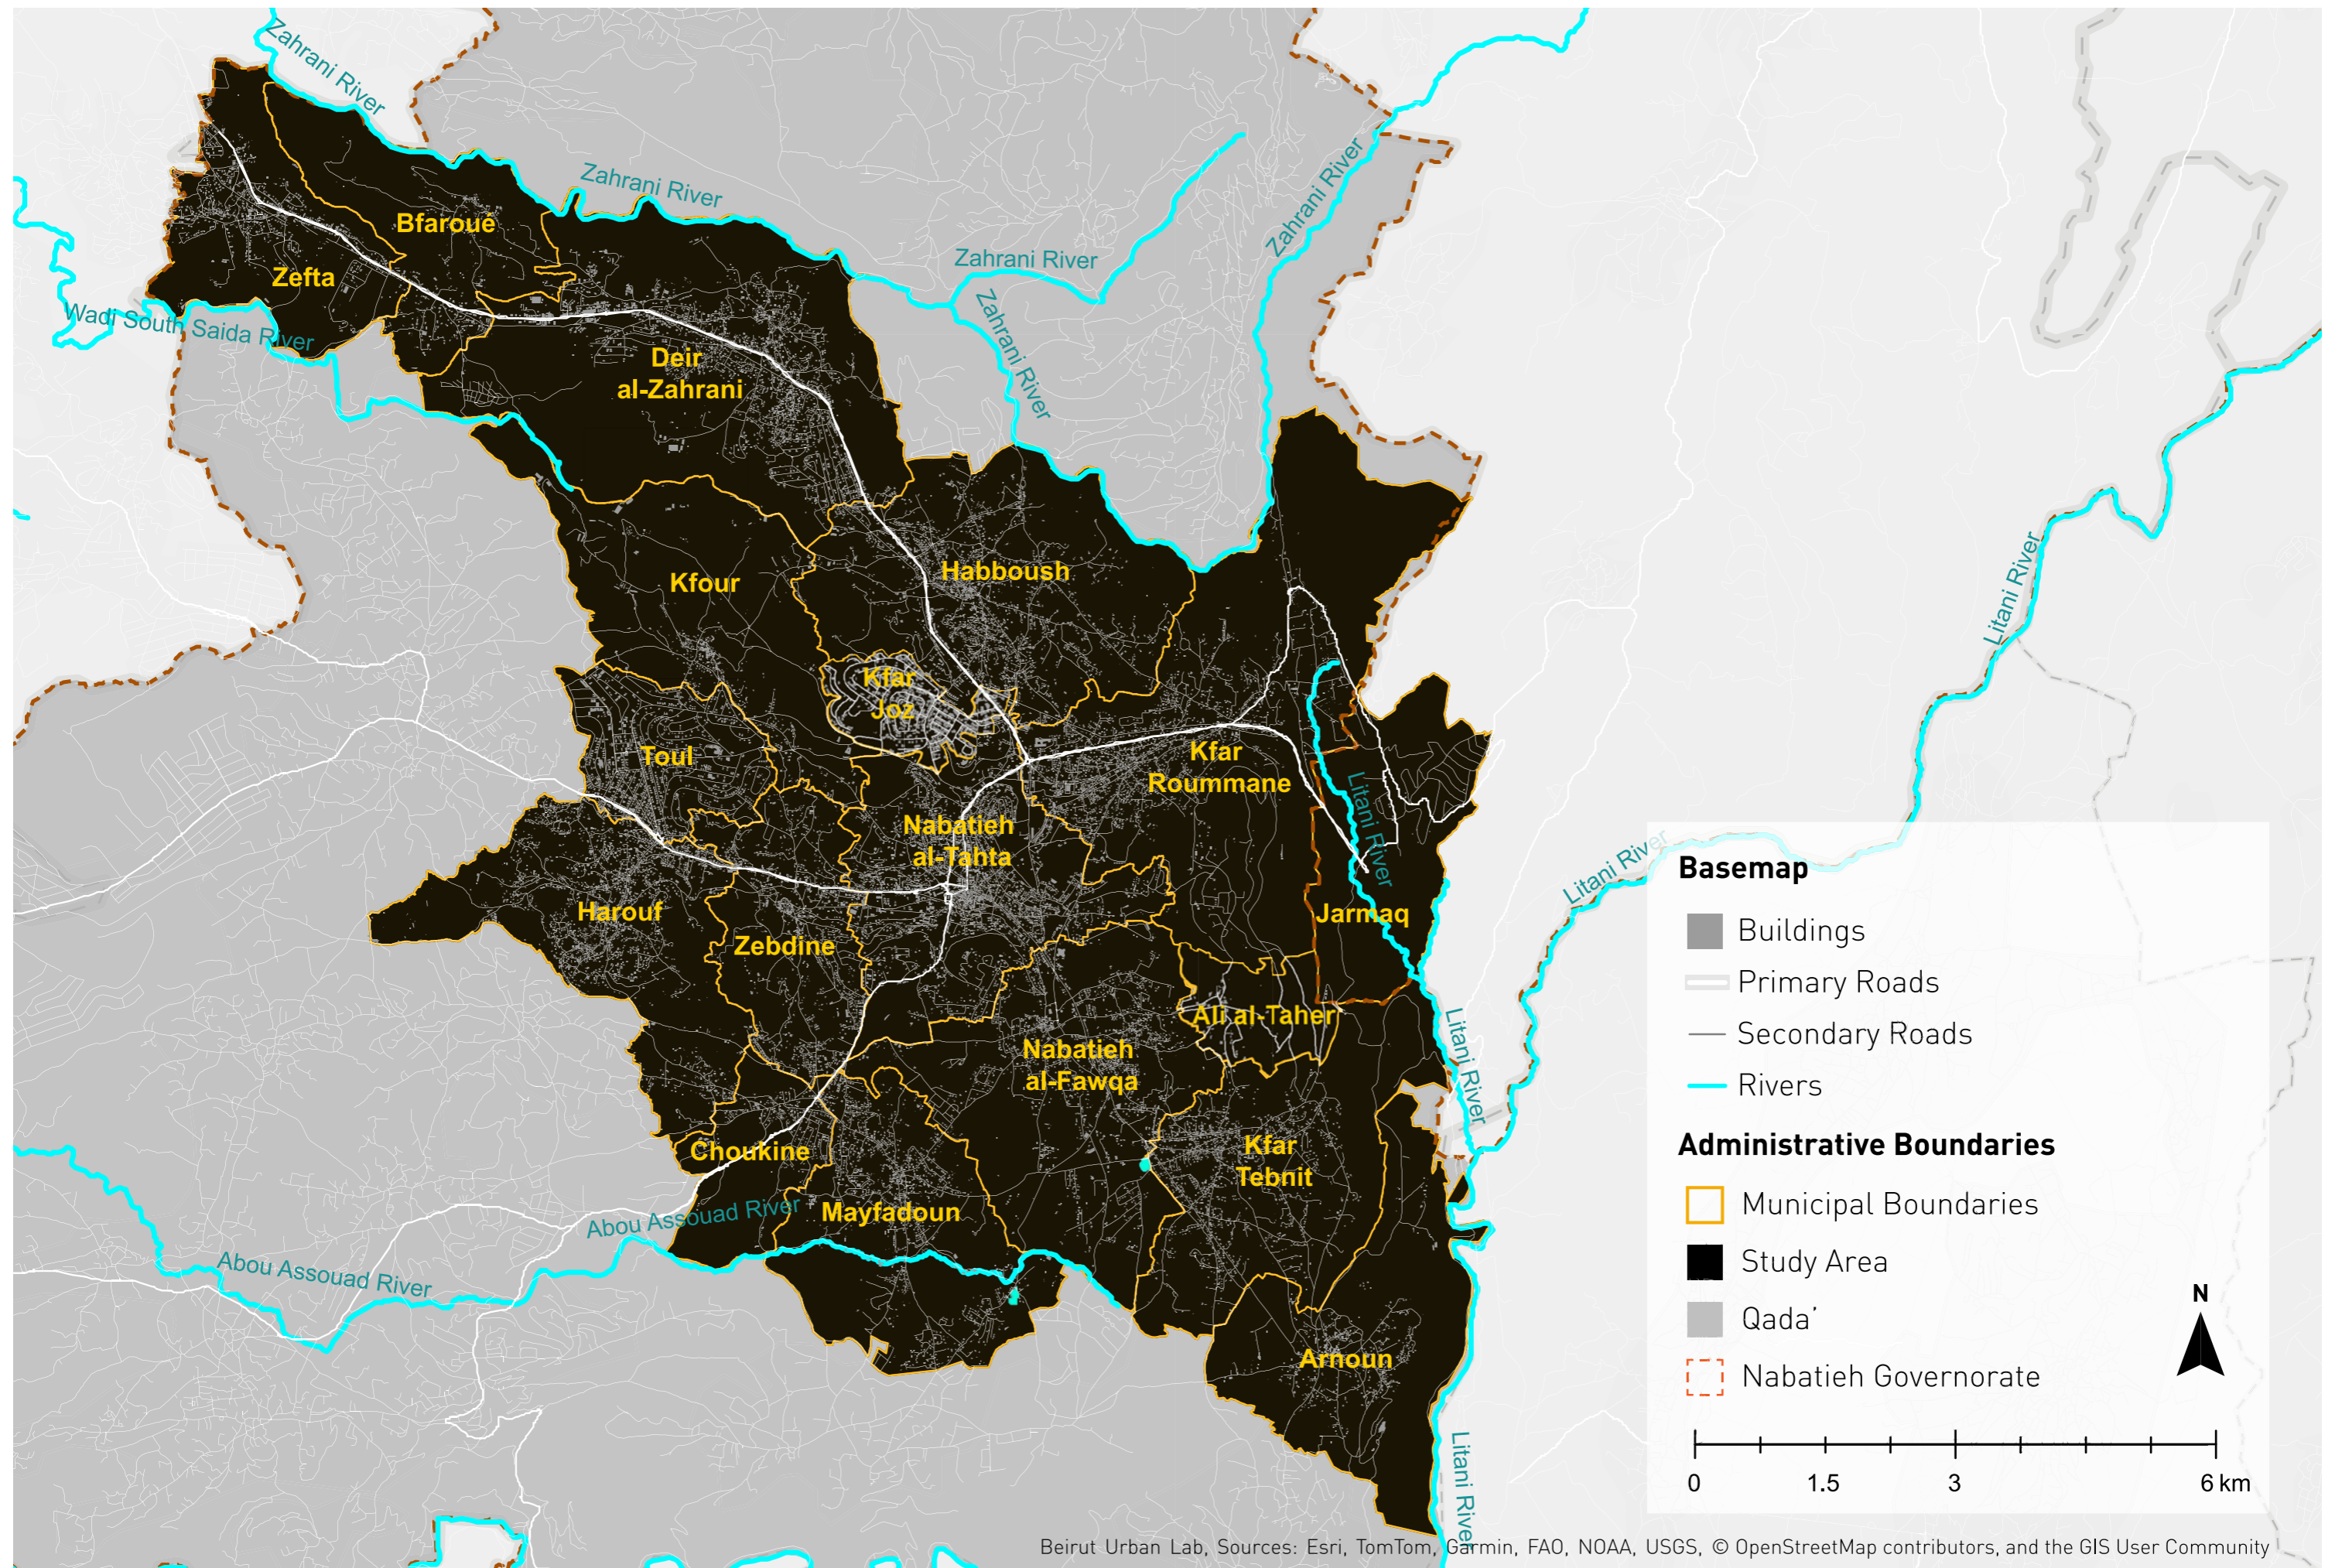 Zahrani River
Zahrani River
Zahrani River
Zahrani River
Zahrani River
Bfaroué
Zefta
Wadi South Saida River
Deir
al-Zahrani
Litani River
Habboush
Kfour
Kfar
Joz
Toul
Kfar
Roummane
Litani River
Nabatieh
al-Tahta
Litani River
Harouf
Zebdine
Jarmaq
Ali al-Taher
Nabatieh
al-Fawqa
Litani River
Choukine
Kfar
Tebnit
Mayfadoun
Abou Assouad River
Abou Assouad River
Arnoun
Litani River
Basemap
Buildings
Primary Roads
Secondary Roads
Rivers
Administrative Boundaries
Municipal Boundaries
Study Area
Qada’
Nabatieh Governorate
N
0 1.5 3 6 km
Beirut Urban Lab, Sources: Esri, TomTom, Garmin, FAO, NOAA, USGS, © OpenStreetMap contributors, and the GIS User Community